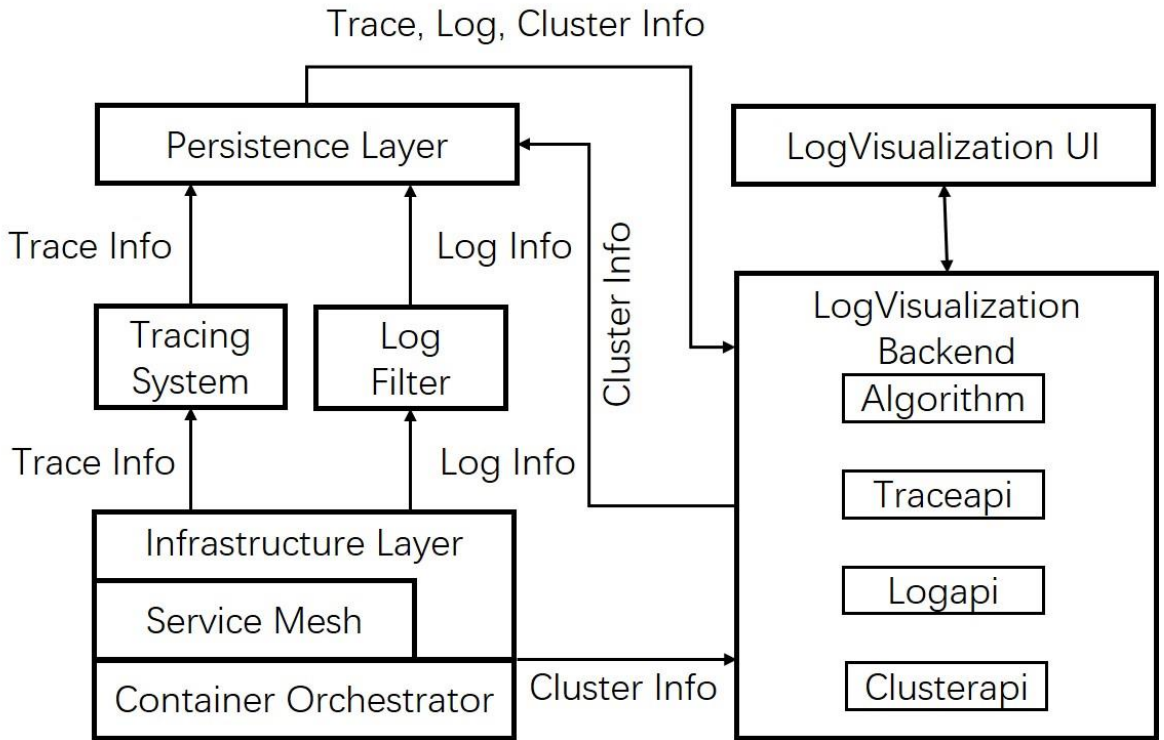 Trace, Log, Cluster Info
Persistence Layer
LogVisualization UI
Trace Info
Log Info
Cluster Info
Tracing
System
Log
Filter
LogVisualization
Backend
Algorithm
Trace Info
Log Info
Traceapi
Infrastructure Layer
Logapi
Service Mesh
Container Orchestrator
Cluster Info
Clusterapi